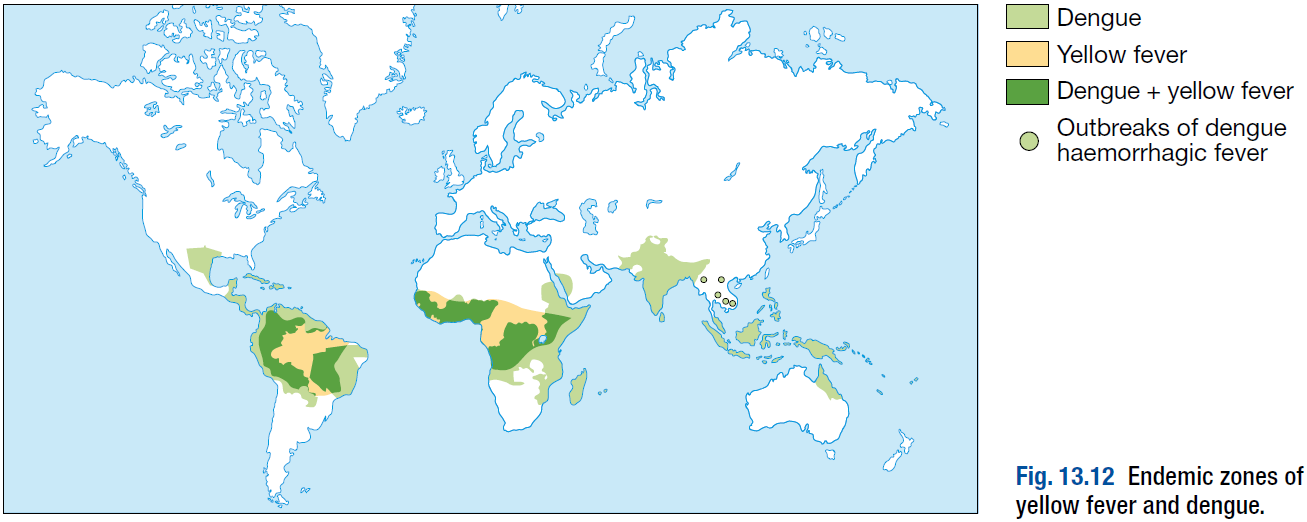 Dengue
Yellow fever
Dengue + yellow fever
Outbreaks of dengue
haemorrhagic fever
Fig. 13.12 Endemic zones of
yellow fever and dengue.